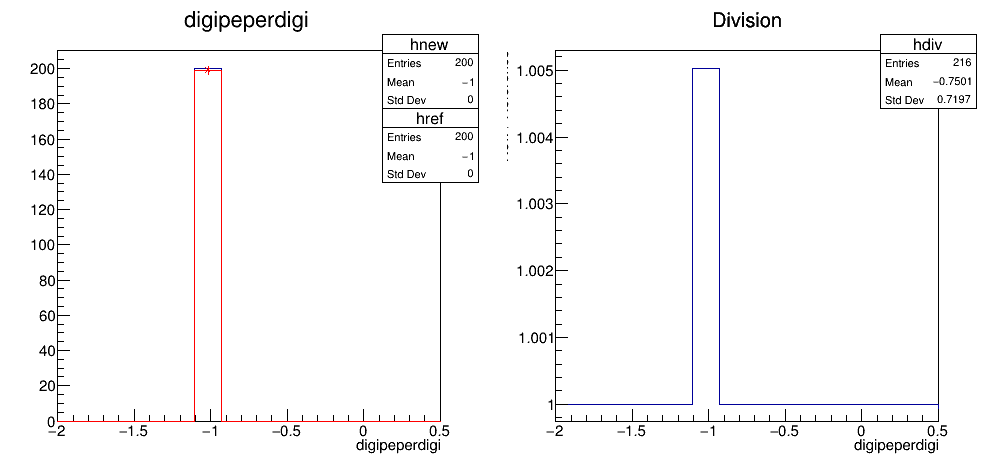 digipeperdigi
hnew
Entries 200
Mean −1
Std Dev 0
href
Entries 200
Mean −1
Std Dev 0
200
180
160
140
120
100
80
60
40
20
0
−2 −1.5 −1 −0.5 0 0.5
digipeperdigi
Division
hdiv
Entries 216
Mean −0.7501
Std Dev 0.7197
1.005
1.004
1.003
1.002
1.001
1
−2 −1.5 −1 −0.5 0 0.5
digipeperdigi